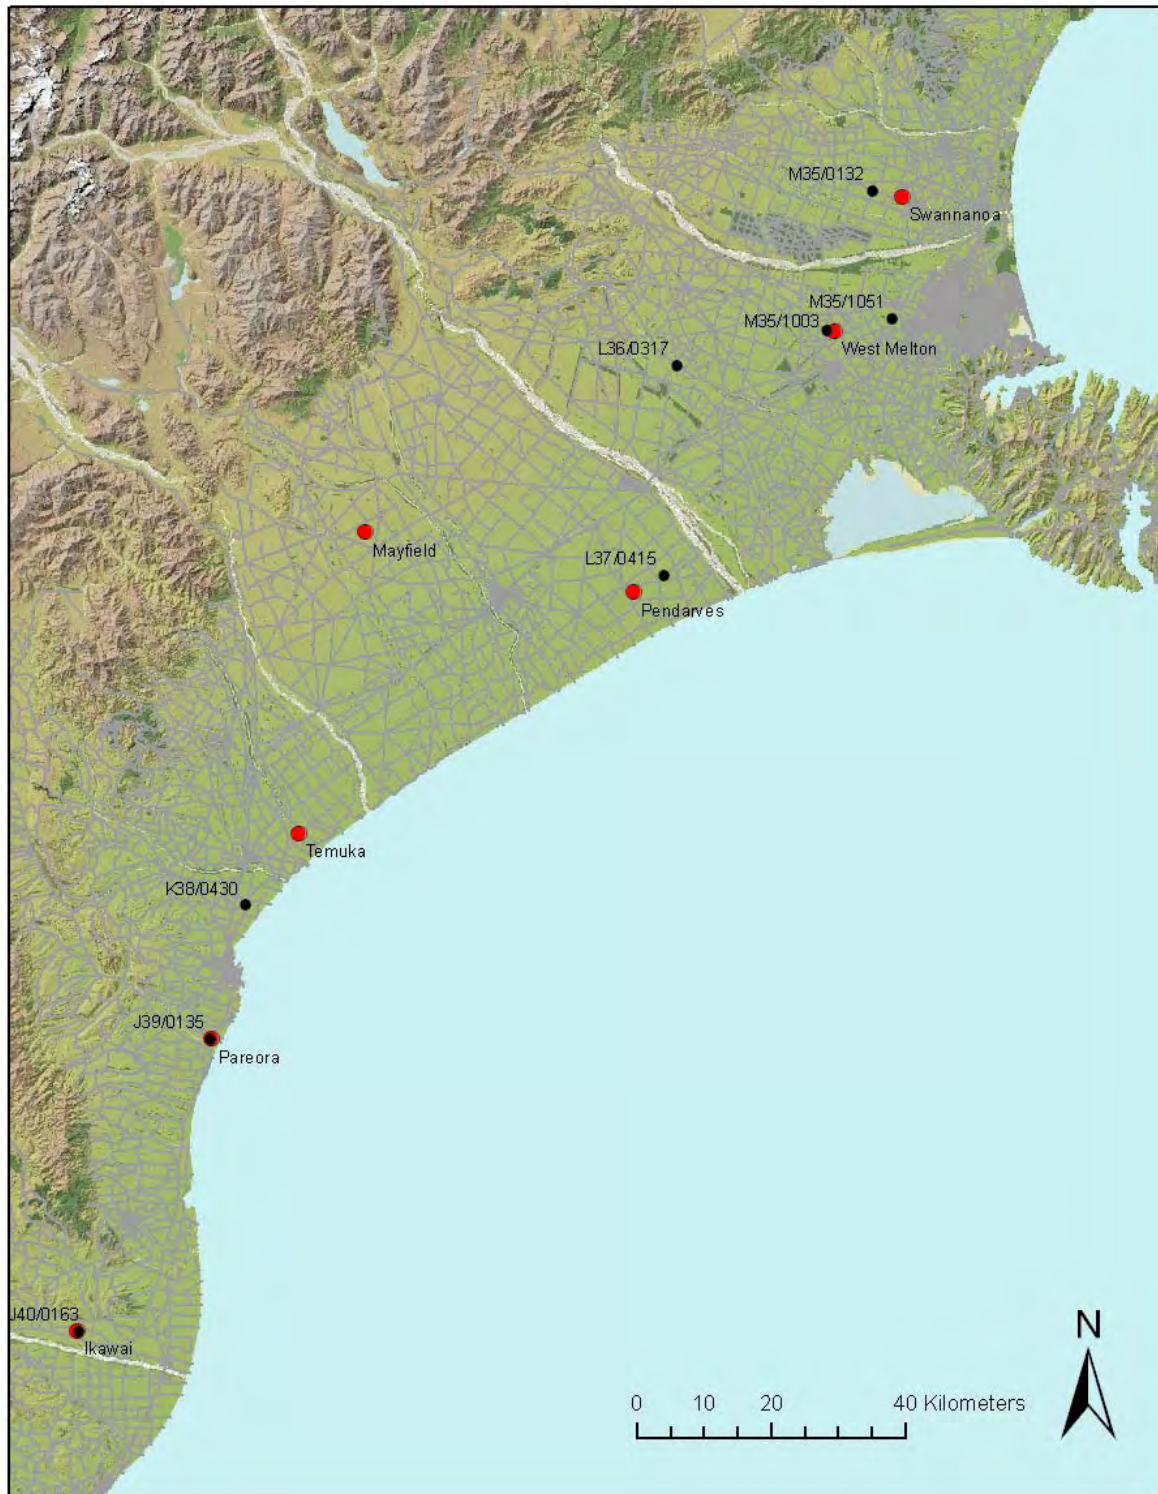 M35/0132
Swannanoa
M35/1051
M35/1003
West Melton
L36/0317
Mayfield
L37/0415
Pendarves
Temuka
K38/0430
J39/0135
Pareora
J40/0163
Ikawai
N
0 10 20 40 Kilometers